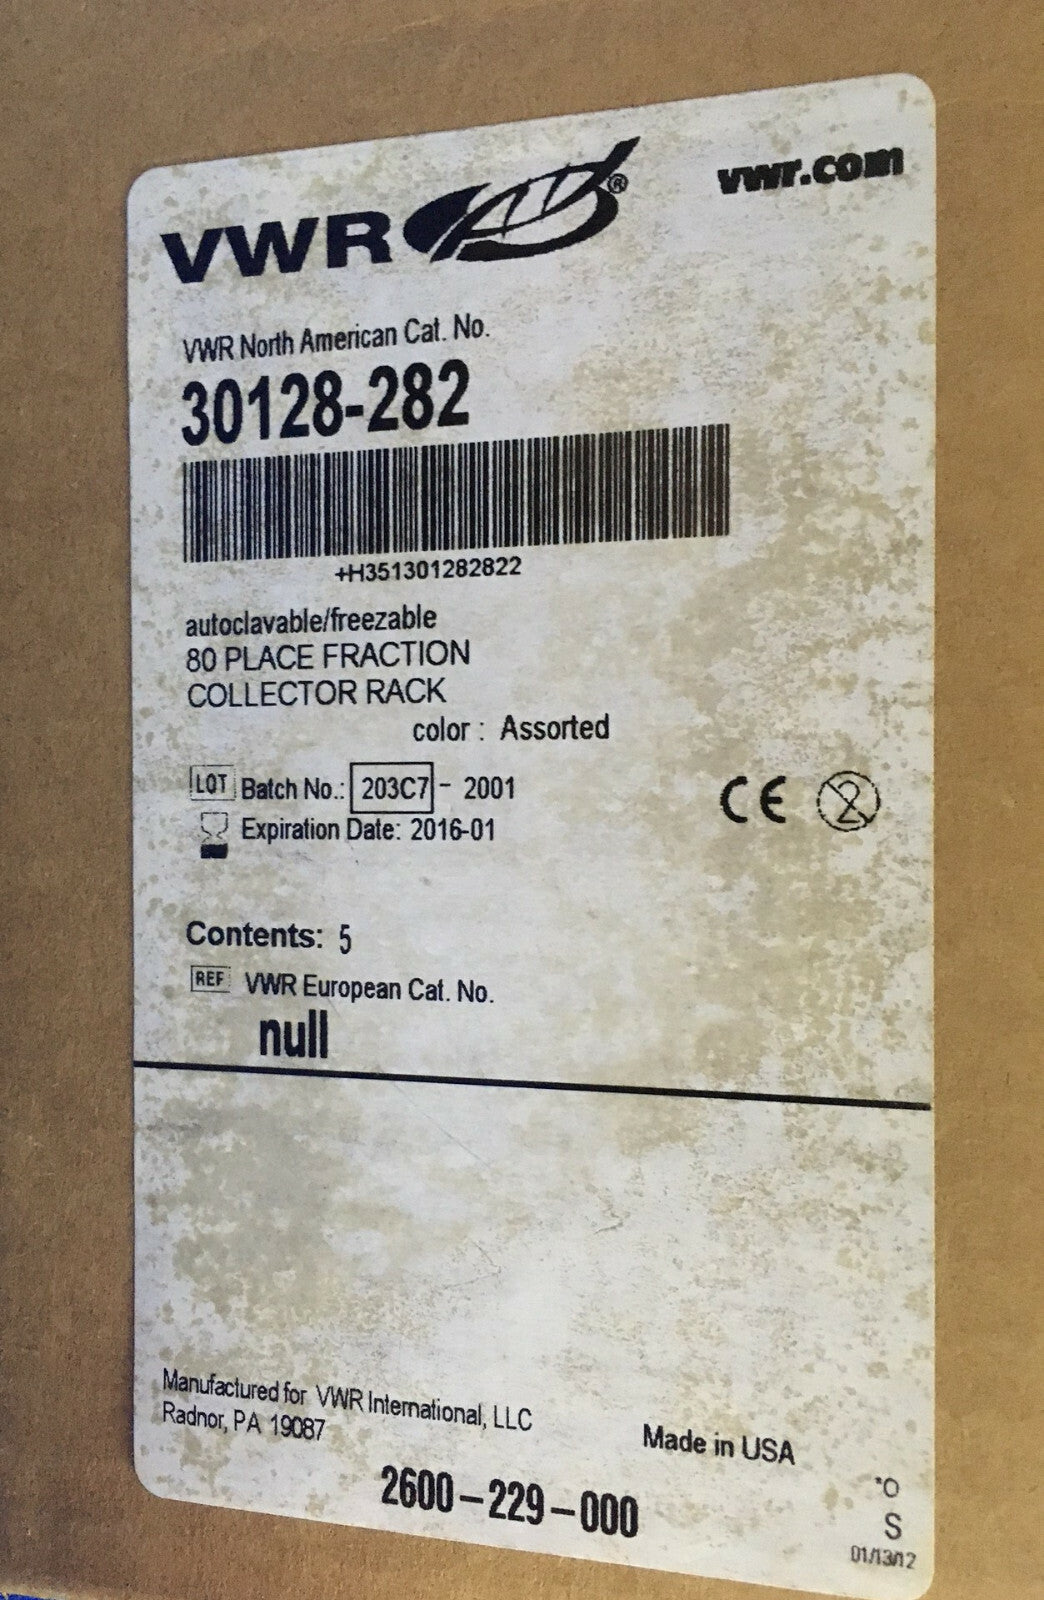 VWR® vwr.com
VWR North American Cat. No.
30128-282
+H351301282822
autoclavable/freezable
80 PLACE FRACTION
COLLECTOR RACK
color : Assorted
LOT Batch No.: 203C7 - 2001
Expiration Date: 2016-01
CE 2
Contents: 5
REF VWR European Cat. No.
null
Manufactured for VWR International, LLC
Radnor, PA 19087
Made in USA
2600-229-000
*O
S
01/13/12